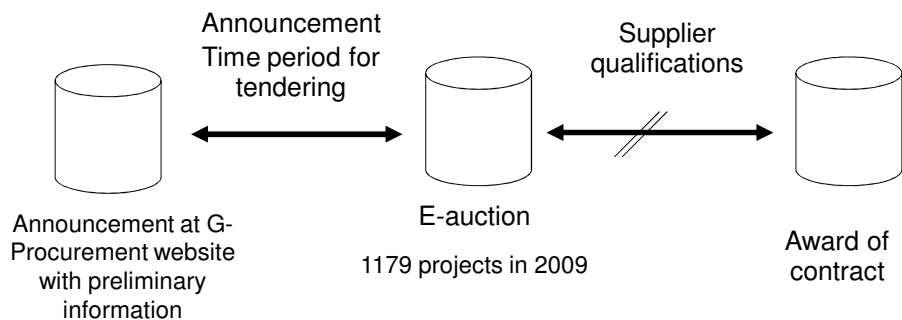 Announcement
Time period for
tendering
Supplier
qualifications
Announcement at G-
Procurement website
with preliminary
information
E-auction
1179 projects in 2009
Award of
contract